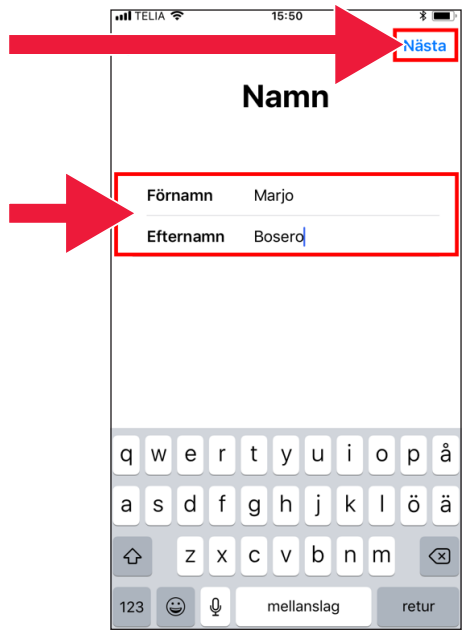 TELIA 15:50
Nästa
Namn
Förnamn Marjo
Efternamn Bosero
q w e r t y u i o p å
a s d f g h j k l ö ä
z x c v b n m
123 mellanslag retur